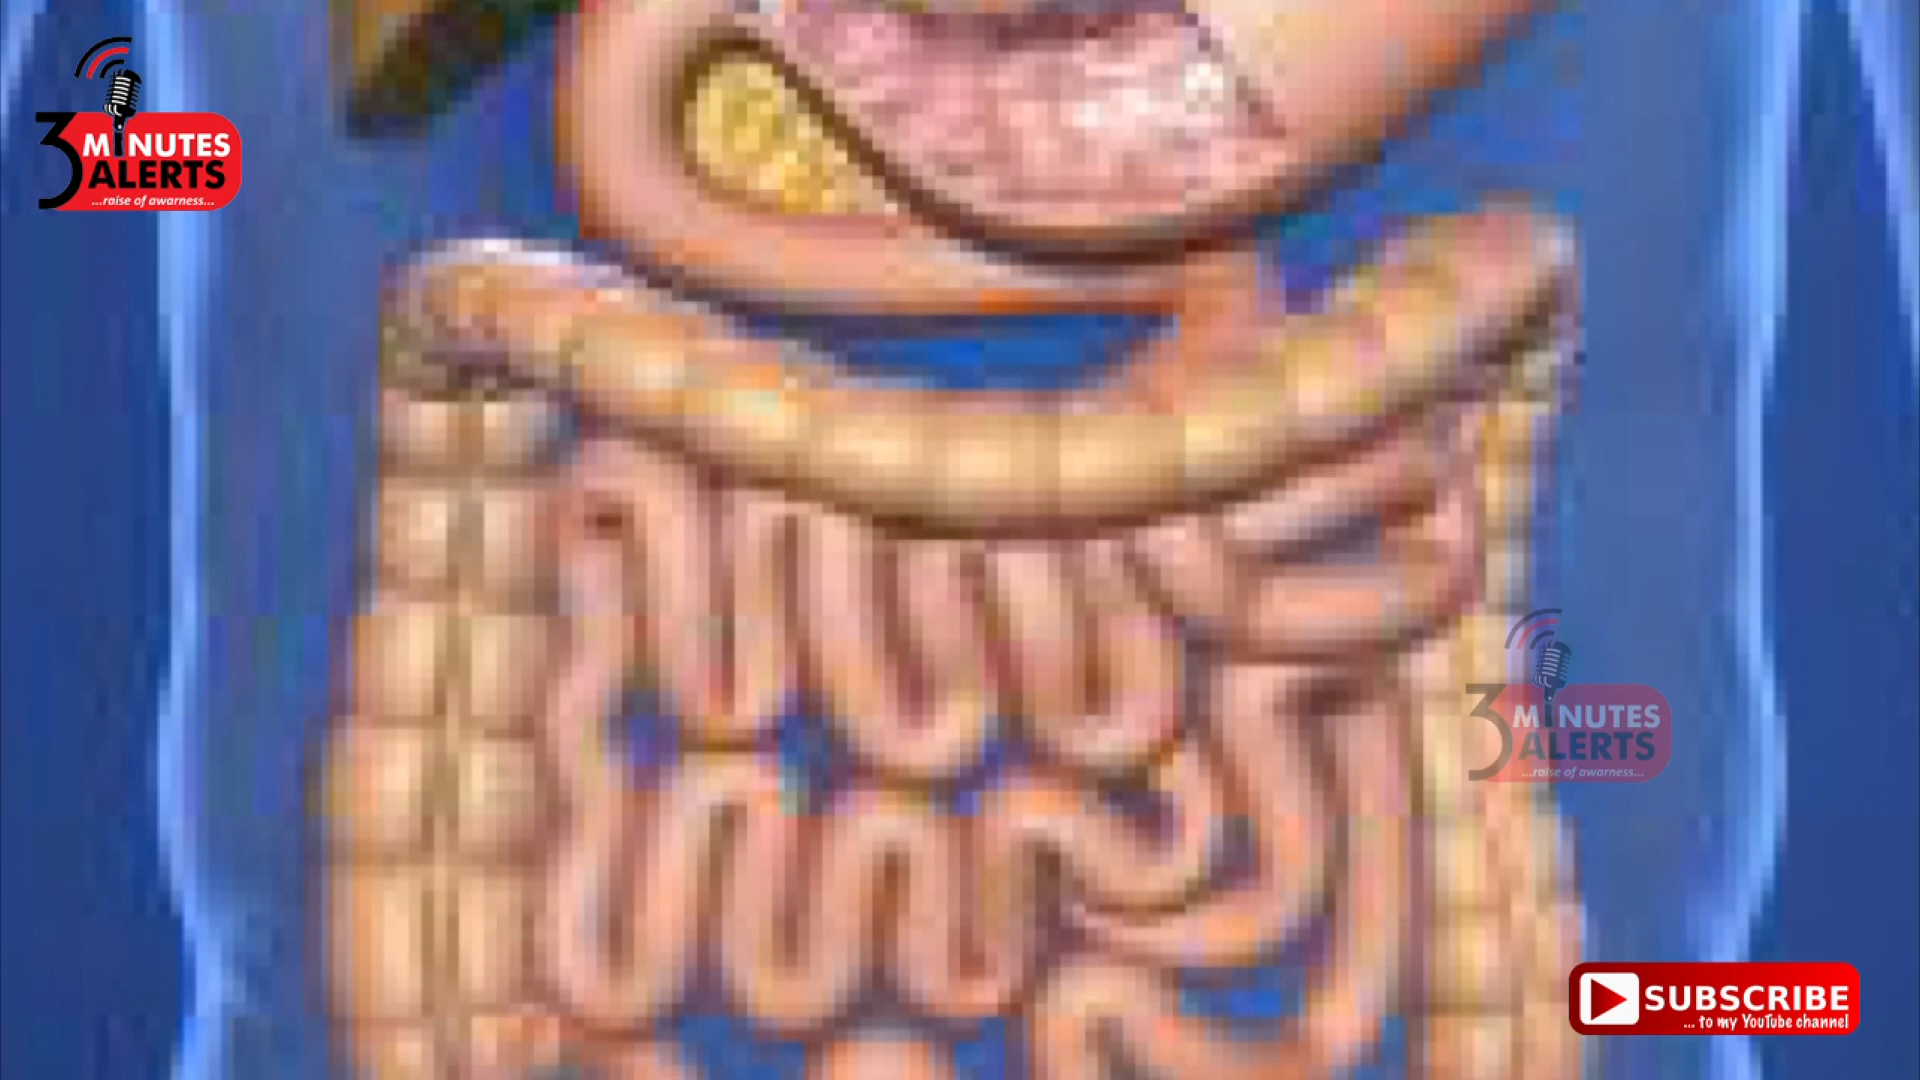 3 MINUTES
ALERTS
...raise of awarness...
3 MINUTES
ALERTS
...raise of awarness...
SUBSCRIBE
... to my YouTube channel